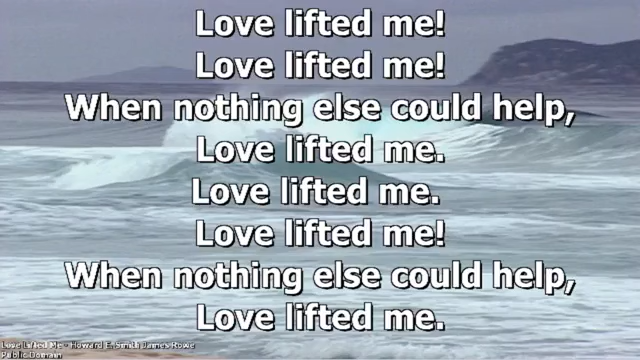 Love lifted me!
Love lifted me!
When nothing else could help,
Love lifted me.
Love lifted me.
Love lifted me!
When nothing else could help,
Love lifted me.
Love Lifted Me - Howard E Smith James Rowe
Public Domain